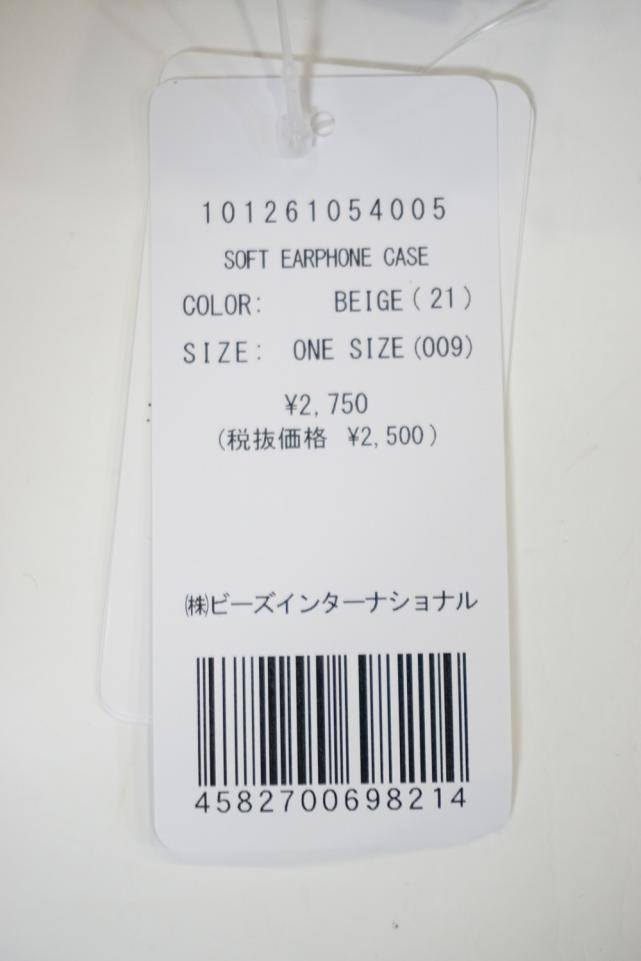 101261054005
SOFT EARPHONE CASE
COLOR: BEIGE(21)
SIZE: ONE SIZE(009)
¥2,750
(税抜価格 ¥2,500)
㈱ビーズインターナショナル
4582700698214